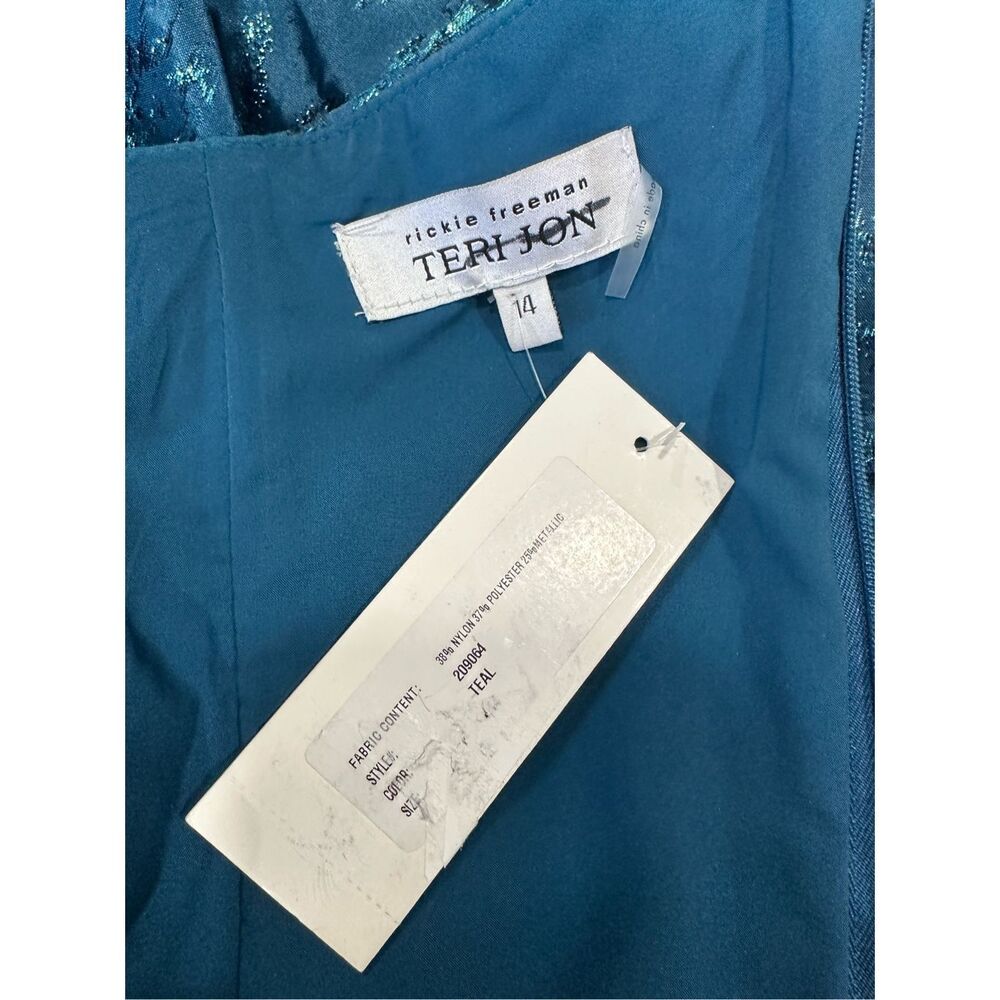 rickie freeman
TERI JON
14
made in china
FABRIC CONTENT: 38% NYLON 37% POLYESTER 25% METALLIC
STYLE#: 209064
COLOR: TEAL
SIZE